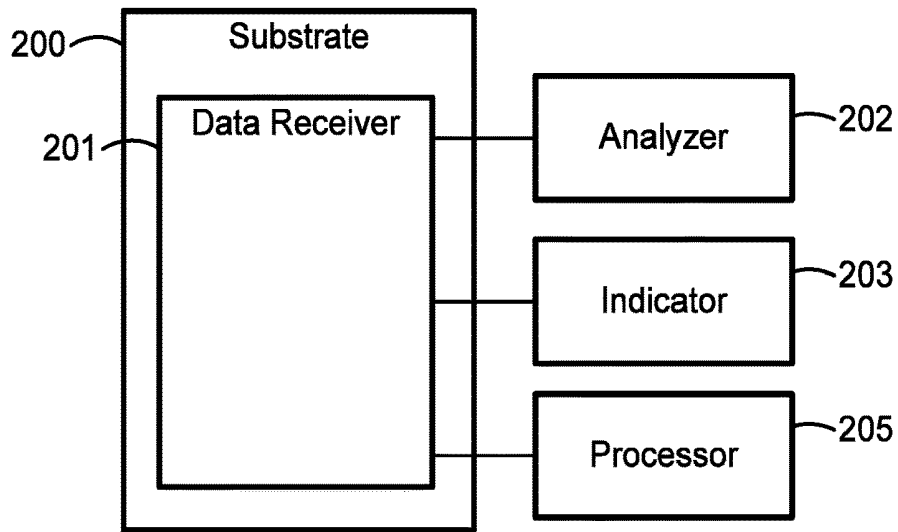 200
Substrate
201
Data Receiver
Analyzer
202
Indicator
203
Processor
205